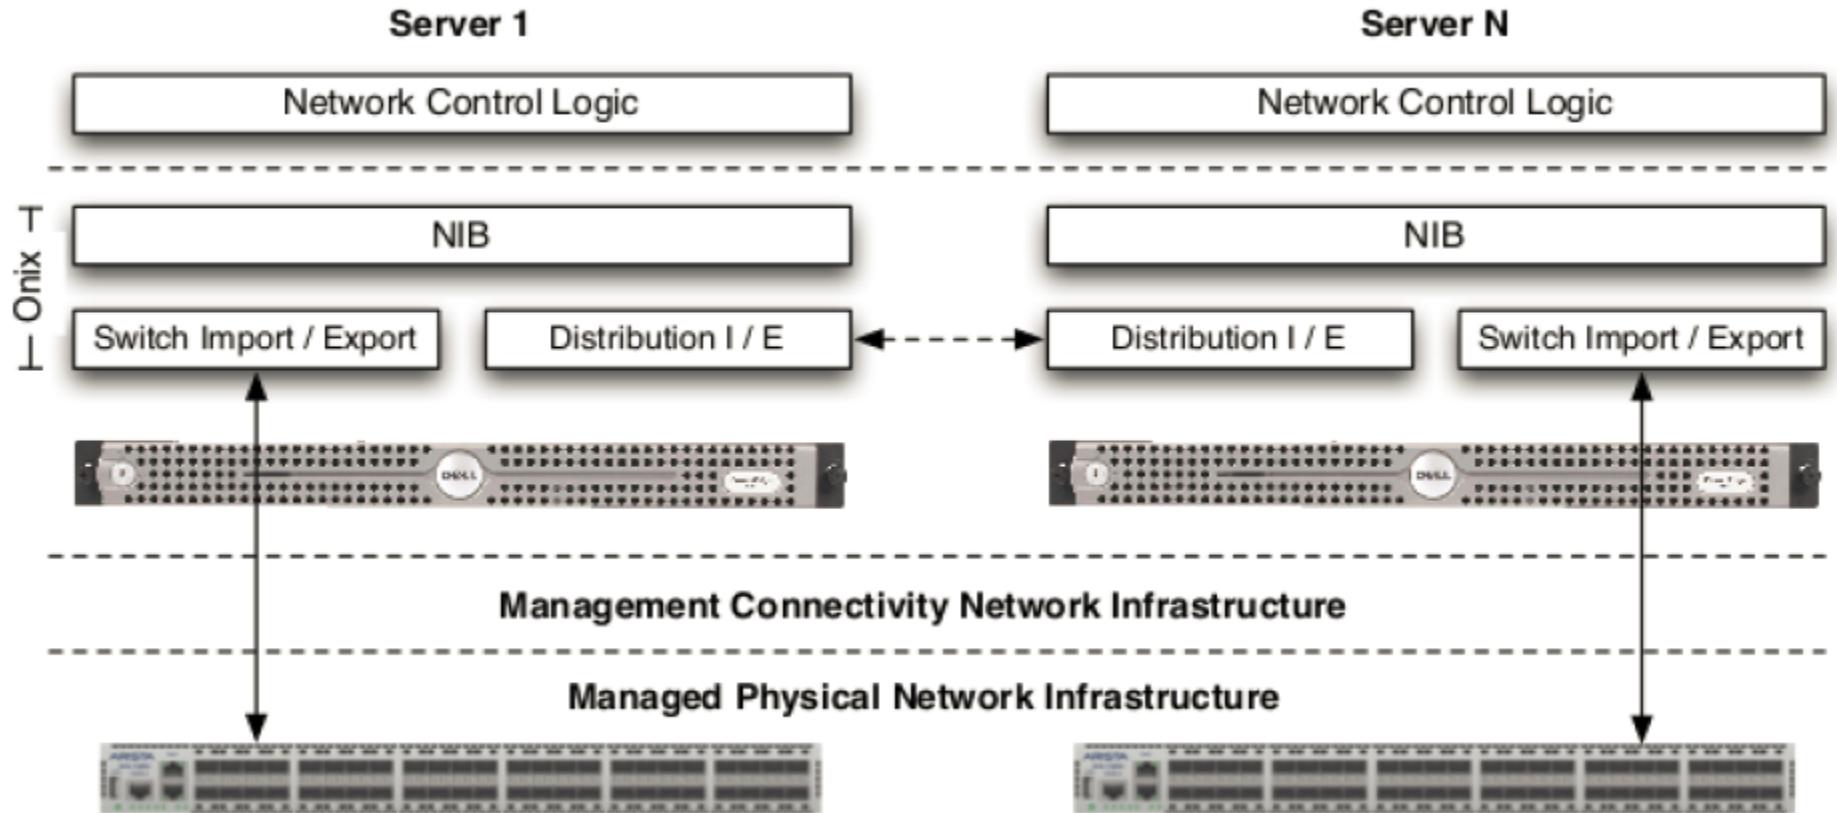 Server 1
Server N
Network Control Logic
Network Control Logic
Onix
NIB
NIB
Switch Import / Export
Distribution I / E
Distribution I / E
Switch Import / Export
DELL
DELL
Management Connectivity Network Infrastructure
Managed Physical Network Infrastructure
ARISTA
ARISTA